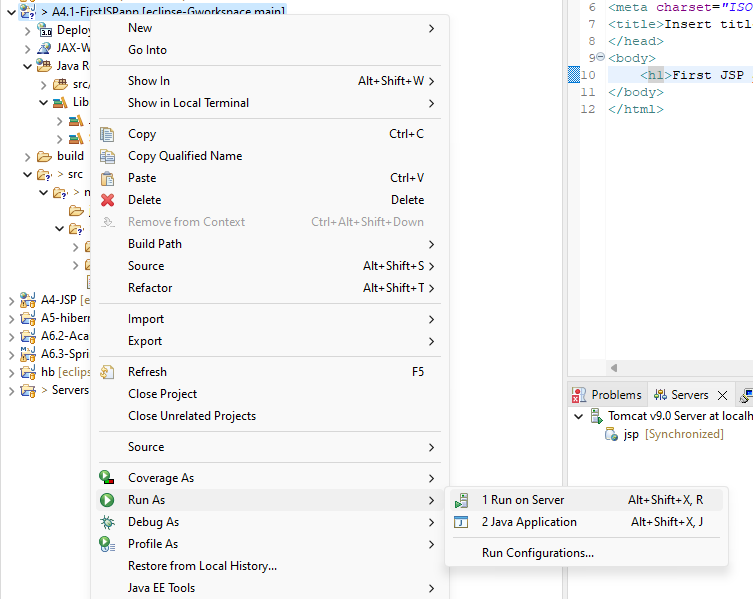 > A4.1-FirstJSPapp [eclipse-Gworkspace main]
Deploy
JAX-W
Java R
src/
Lib
build
> src
> n
A4-JSP [ec
A5-hibern
A6.2-Aca
A6.3-Spri
hb [eclips
> Servers
New
Go Into
Show In Alt+Shift+W
Show in Local Terminal
Copy Ctrl+C
Copy Qualified Name
Paste Ctrl+V
Delete Delete
Remove from Context Ctrl+Alt+Shift+Down
Build Path
Source Alt+Shift+S
Refactor Alt+Shift+T
Import
Export
Refresh F5
Close Project
Close Unrelated Projects
Source
Coverage As
Run As
Debug As
Profile As
Restore from Local History...
Java EE Tools
1 Run on Server Alt+Shift+X, R
2 Java Application Alt+Shift+X, J
Run Configurations...
6 <meta charset="ISO
7 <title>Insert titl
8 </head>
9 <body>
10 <h1>First JSP
11 </body>
12 </html>
Problems Servers
Tomcat v9.0 Server at localh
jsp [Synchronized]